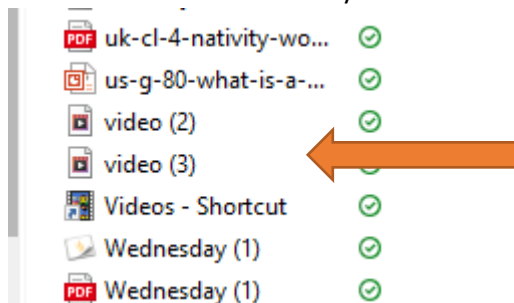 uk-cl-4-nativity-wo...
us-g-80-what-is-a-...
video (2)
video (3)
Videos - Shortcut
Wednesday (1)
Wednesday (1)